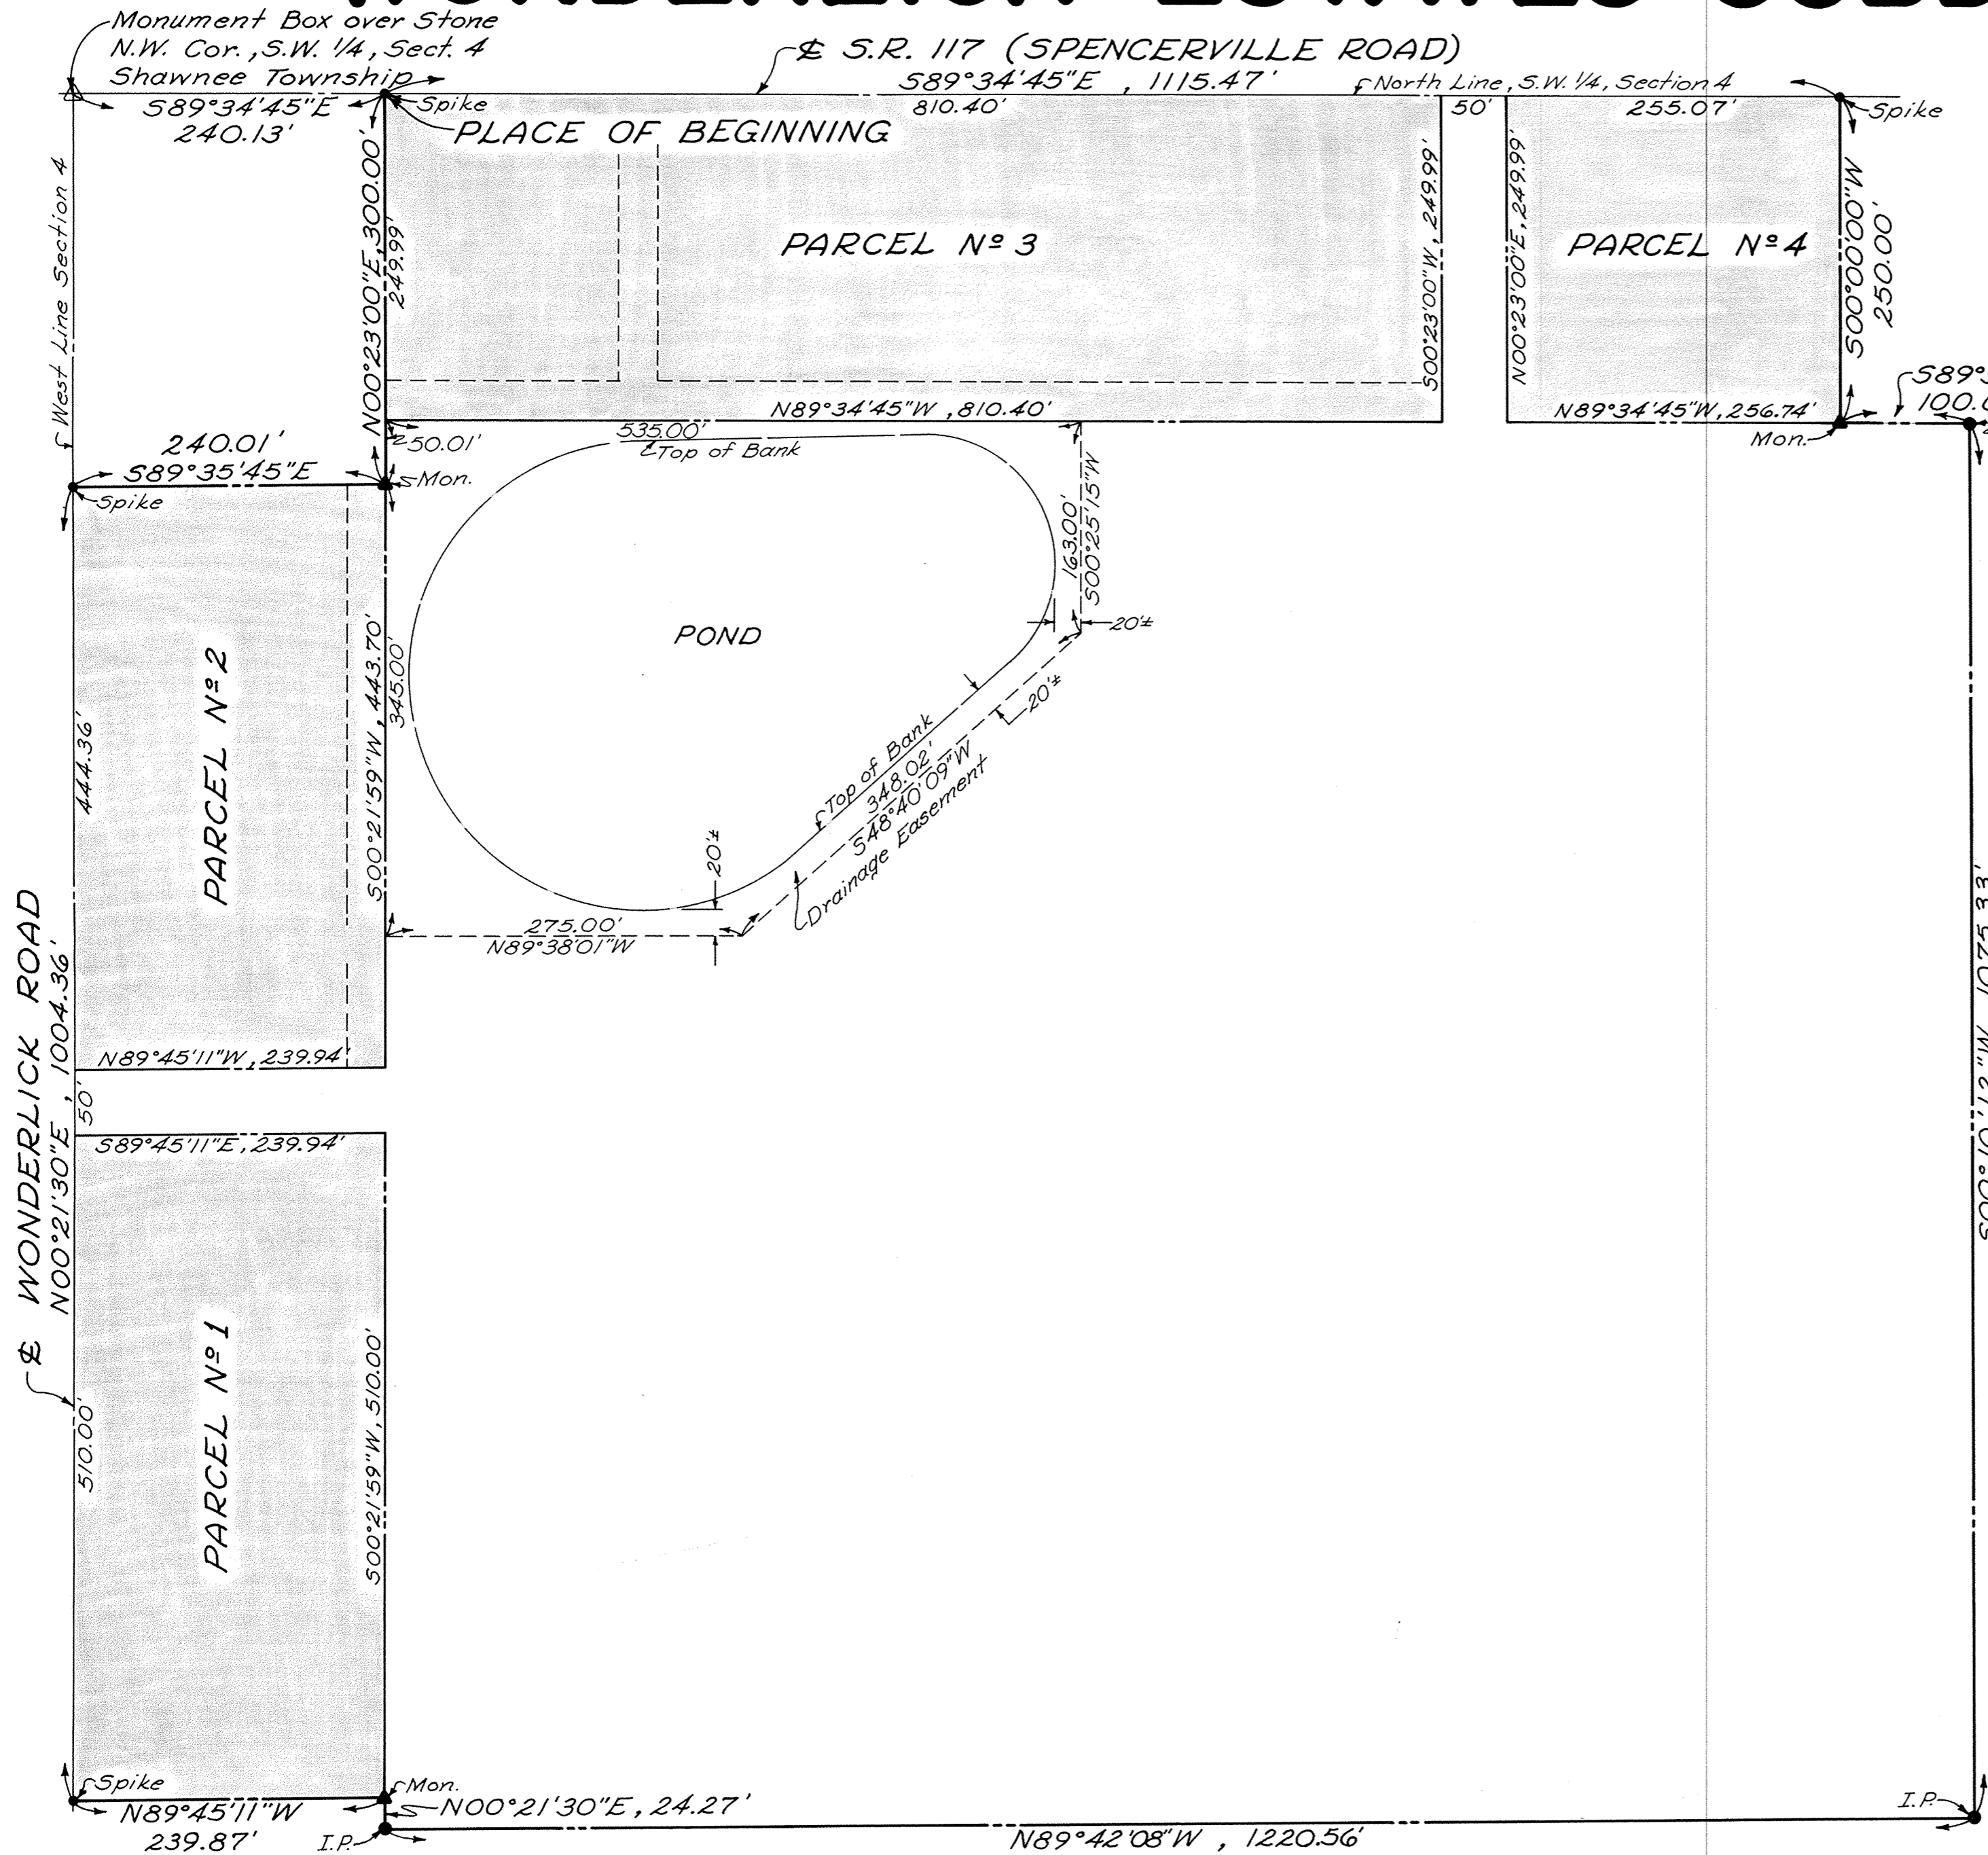 Monument Box over Stone
N.W. Cor., S.W. 1/4, Sect. 4
Shawnee Township
S89°34'45"E
240.13'
Spike
PLACE OF BEGINNING
℄ S.R. 117 (SPENCERVILLE ROAD)
S89°34'45"E , 1115.47'
North Line, S.W. 1/4, Section 4
810.40'
50'
255.07'
Spike
West Line Section 4
N00°23'00"E, 300.00'
249.99'
PARCEL Nº 3
S00°23'00"W, 249.99'
N00°23'00"E, 249.99'
PARCEL Nº 4
S00°00'00"W
250.00'
N89°34'45"W, 810.40'
N89°34'45"W, 256.74'
Mon.
240.01'
S89°35'45"E
Spike
50.01'
Mon.
535.00'
Top of Bank
163.00'
S00°25'15"W
20'±
POND
PARCEL Nº 2
444.36'
S00°21'59"W, 443.70'
345.00'
20'±
Top of Bank
348.02'
S48°40'09"W
Drainage Easement
20'±
275.00'
N89°38'01"W
N89°45'11"W, 239.94'
50'
S89°45'11"E, 239.94'
℄ WONDERLICK ROAD
N00°21'30"E , 1004.36'
PARCEL Nº 1
510.00'
S00°21'59"W, 510.00'
Spike
Mon.
N89°45'11"W
239.87'
N00°21'30"E, 24.27'
I.P.
N89°42'08"W , 1220.56'
I.P.